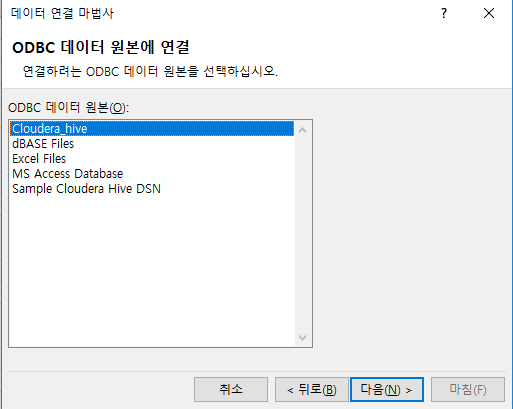 데이터 연결 마법사
?
ODBC 데이터 원본에 연결
연결하려는 ODBC 데이터 원본을 선택하십시오.
ODBC 데이터 원본(O):
Cloudera_hive
dBASE Files
Excel Files
MS Access Database
Sample Cloudera Hive DSN
취소
< 뒤로(B)
다음(N) >
마침(F)